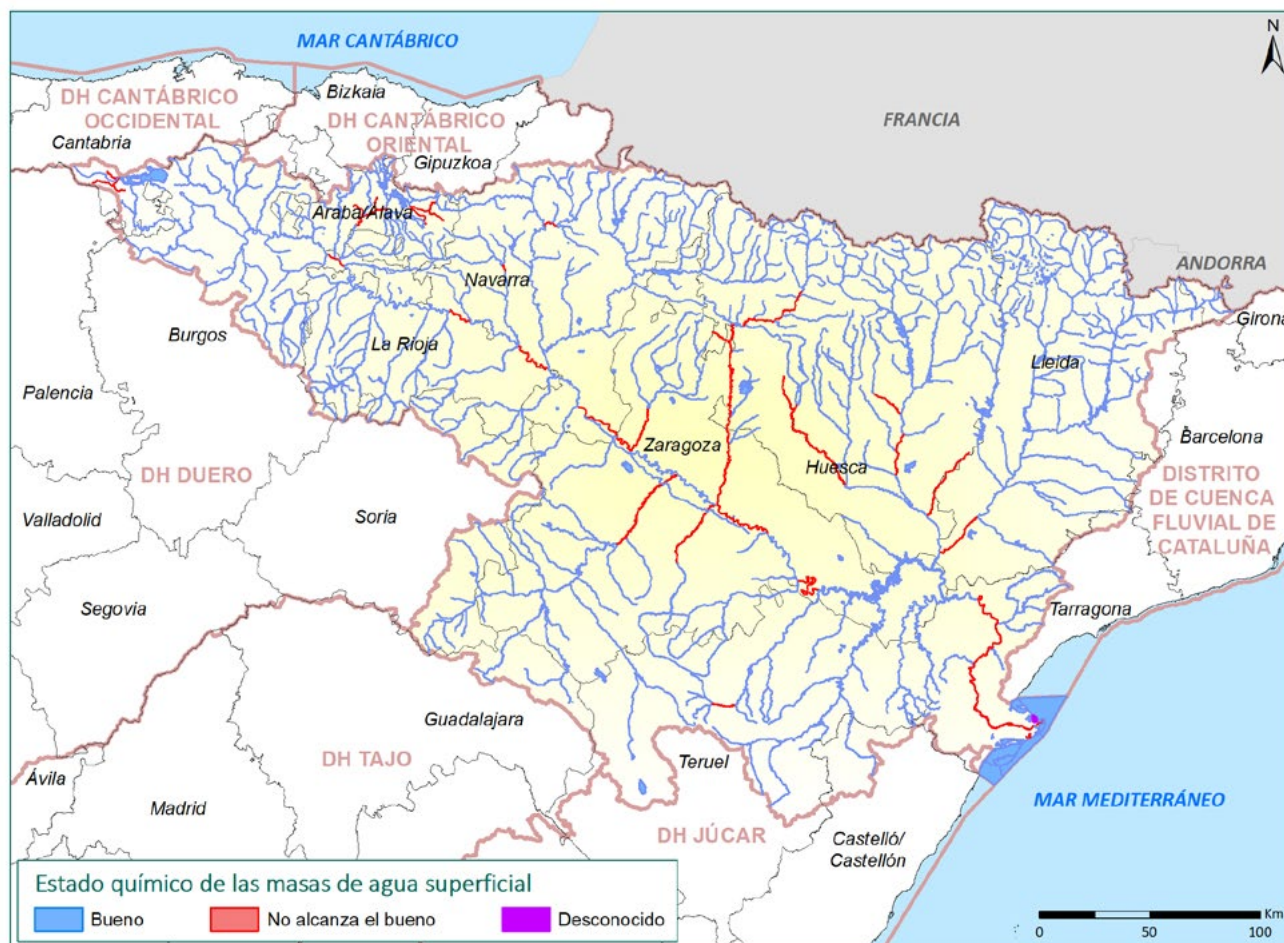 MAR CANTÁBRICO
N
DH CANTÁBRICO
OCCIDENTAL
Bizkaia
DH CANTÁBRICO
ORIENTAL
FRANCIA
Cantabria
Gipuzkoa
Araba/Álava
Navarra
ANDORRA
Girona
Burgos
La Rioja
Lleida
Palencia
Barcelona
Zaragoza
Huesca
DH DUERO
DISTRITO
DE CUENCA
FLUVIAL DE
CATALUÑA
Valladolid
Soria
Segovia
Tarragona
Guadalajara
Ávila
DH TAJO
Teruel
Madrid
MAR MEDITERRÁNEO
DH JÚCAR
Castelló/
Castellón
Estado químico de las masas de agua superficial
Bueno
No alcanza el bueno
Desconocido
Km
0 50 100